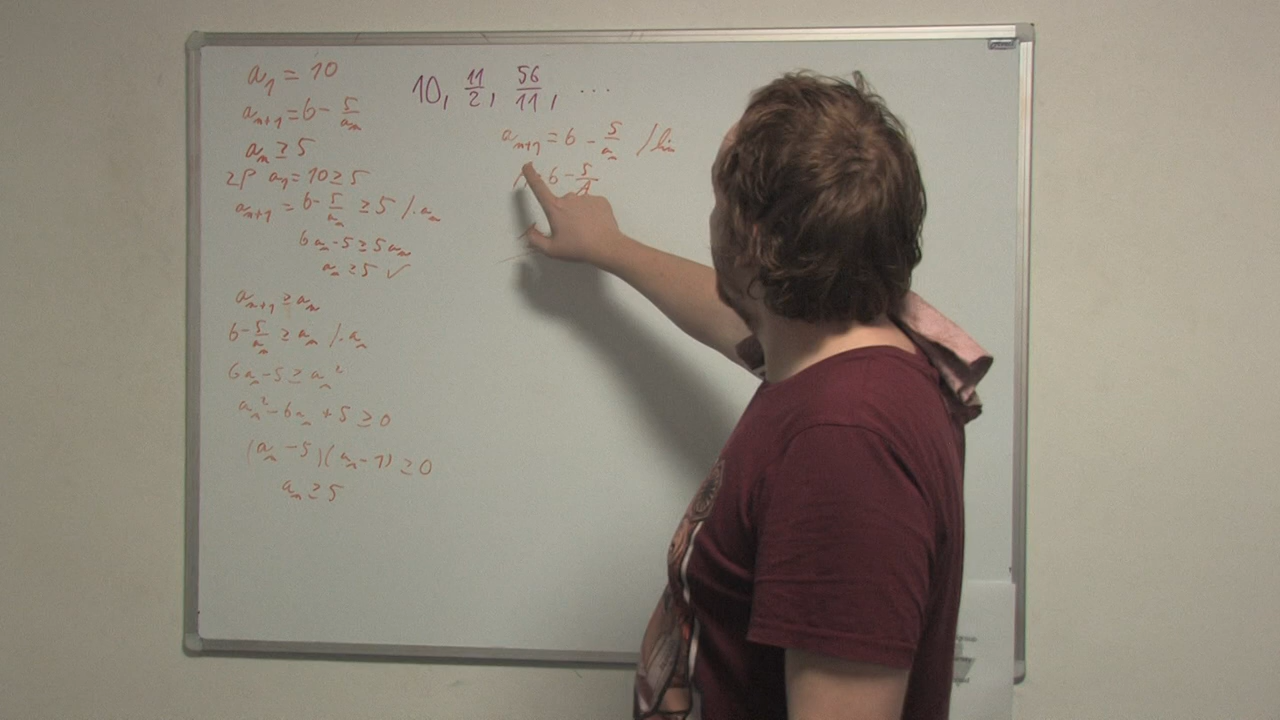 a₁ = 10
aₙ₊₁ = 6 - 5/aₙ
aₙ ≥ 5
2P a₁ = 10 ≥ 5
aₙ₊₁ = 6 - 5/aₙ ≥ 5 /·aₙ
6aₙ - 5 ≥ 5aₙ
aₙ ≥ 5 ✓
aₙ₊₁ ≥ aₙ
6 - 5/aₙ ≥ aₙ /·aₙ
6aₙ - 5 ≥ aₙ²
aₙ² - 6aₙ + 5 ≥ 0
(aₙ - 5)(aₙ - 1) ≥ 0
aₙ ≥ 5
10, 11/2, 56/11, ...
aₙ₊₁ = 6 - 5/aₙ /lim
= 6 - 5/A